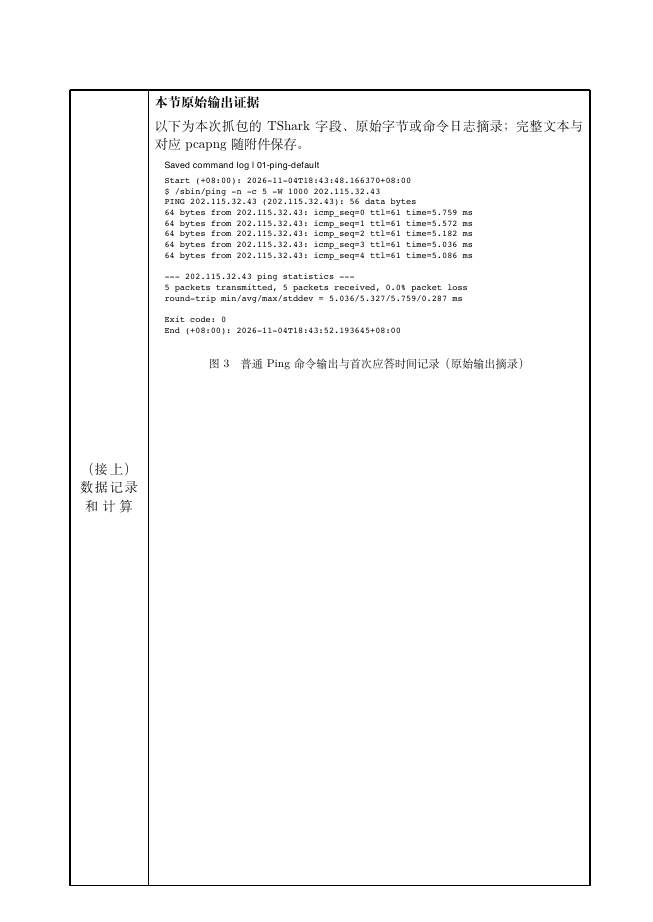 本节原始输出证据
以下为本次抓包的 TShark 字段、原始字节或命令日志摘录；完整文本与
对应 pcapng 随附件保存。
Saved command log | 01-ping-default
Start (+08:00): 2026-11-04T18:43:48.166370+08:00
$ /sbin/ping -n -c 5 -W 1000 202.115.32.43
PING 202.115.32.43 (202.115.32.43): 56 data bytes
64 bytes from 202.115.32.43: icmp_seq=0 ttl=61 time=5.759 ms
64 bytes from 202.115.32.43: icmp_seq=1 ttl=61 time=5.572 ms
64 bytes from 202.115.32.43: icmp_seq=2 ttl=61 time=5.182 ms
64 bytes from 202.115.32.43: icmp_seq=3 ttl=61 time=5.036 ms
64 bytes from 202.115.32.43: icmp_seq=4 ttl=61 time=5.086 ms
--- 202.115.32.43 ping statistics ---
5 packets transmitted, 5 packets received, 0.0% packet loss
round-trip min/avg/max/stddev = 5.036/5.327/5.759/0.287 ms
Exit code: 0
End (+08:00): 2026-11-04T18:43:52.193645+08:00
图 3 普通 Ping 命令输出与首次应答时间记录（原始输出摘录）
（接上）
数据记录
和计算